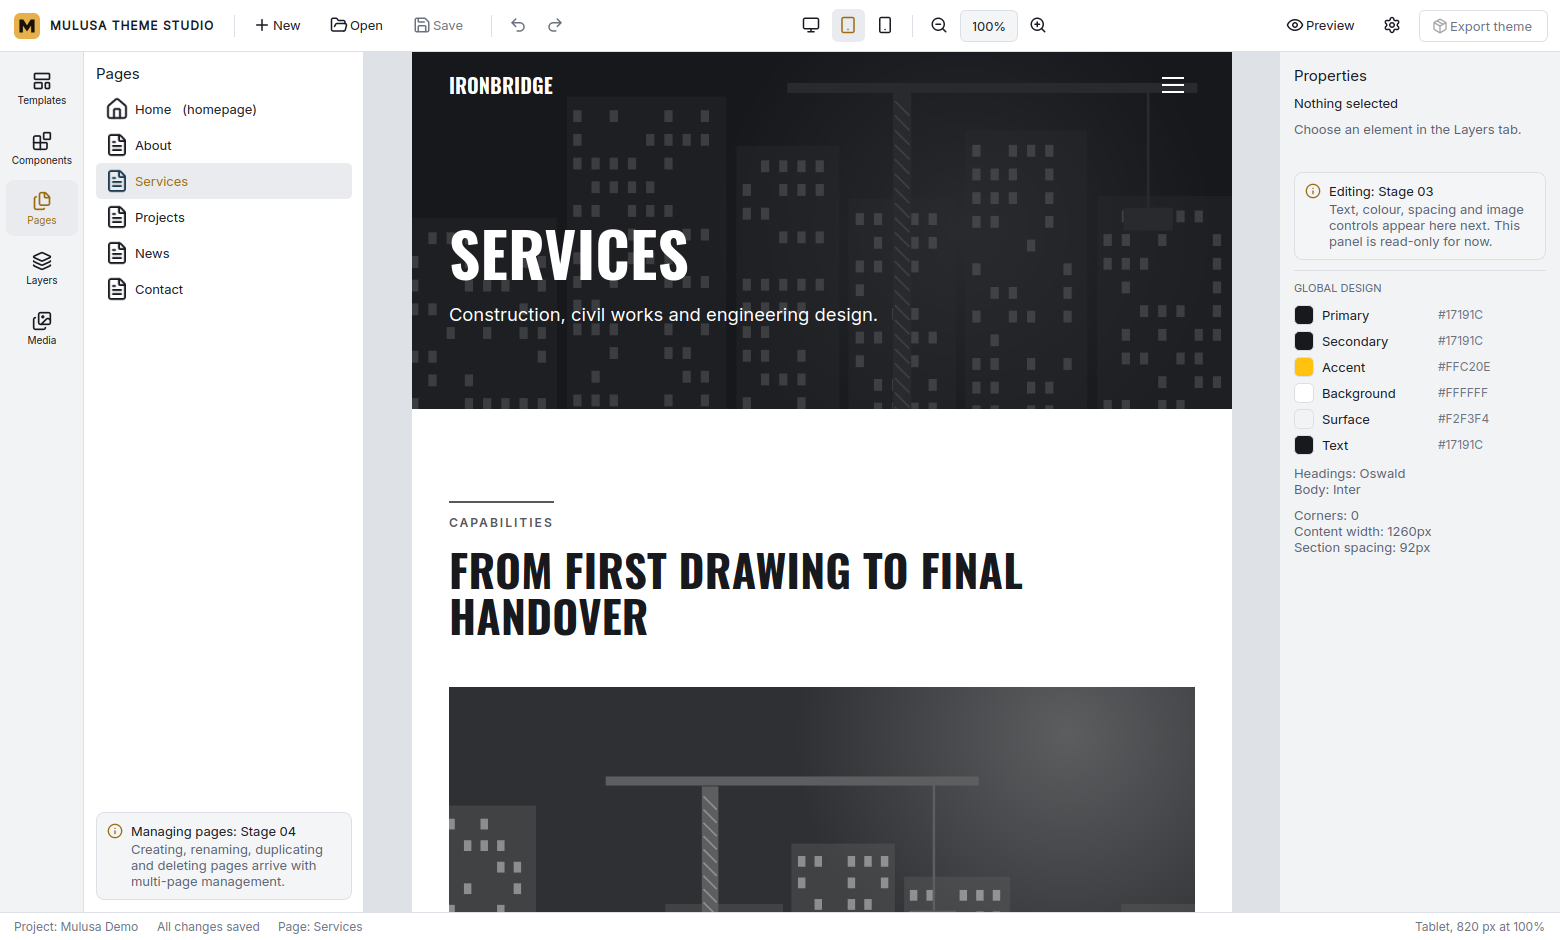 MULUSA THEME STUDIO
New
Open
Save
100%
Preview
Export theme
Templates
Components
Pages
Layers
Media
Pages
Home (homepage)
About
Services
Projects
News
Contact
Managing pages: Stage 04
Creating, renaming, duplicating
and deleting pages arrive with
multi-page management.
IRONBRIDGE
SERVICES
Construction, civil works and engineering design.
CAPABILITIES
FROM FIRST DRAWING TO FINAL
HANDOVER
Properties
Nothing selected
Choose an element in the Layers tab.
Editing: Stage 03
Text, colour, spacing and image
controls appear here next. This
panel is read-only for now.
GLOBAL DESIGN
Primary #17191C
Secondary #17191C
Accent #FFC20E
Background #FFFFFF
Surface #F2F3F4
Text #17191C
Headings: Oswald
Body: Inter
Corners: 0
Content width: 1260px
Section spacing: 92px
Project: Mulusa Demo
All changes saved
Page: Services
Tablet, 820 px at 100%